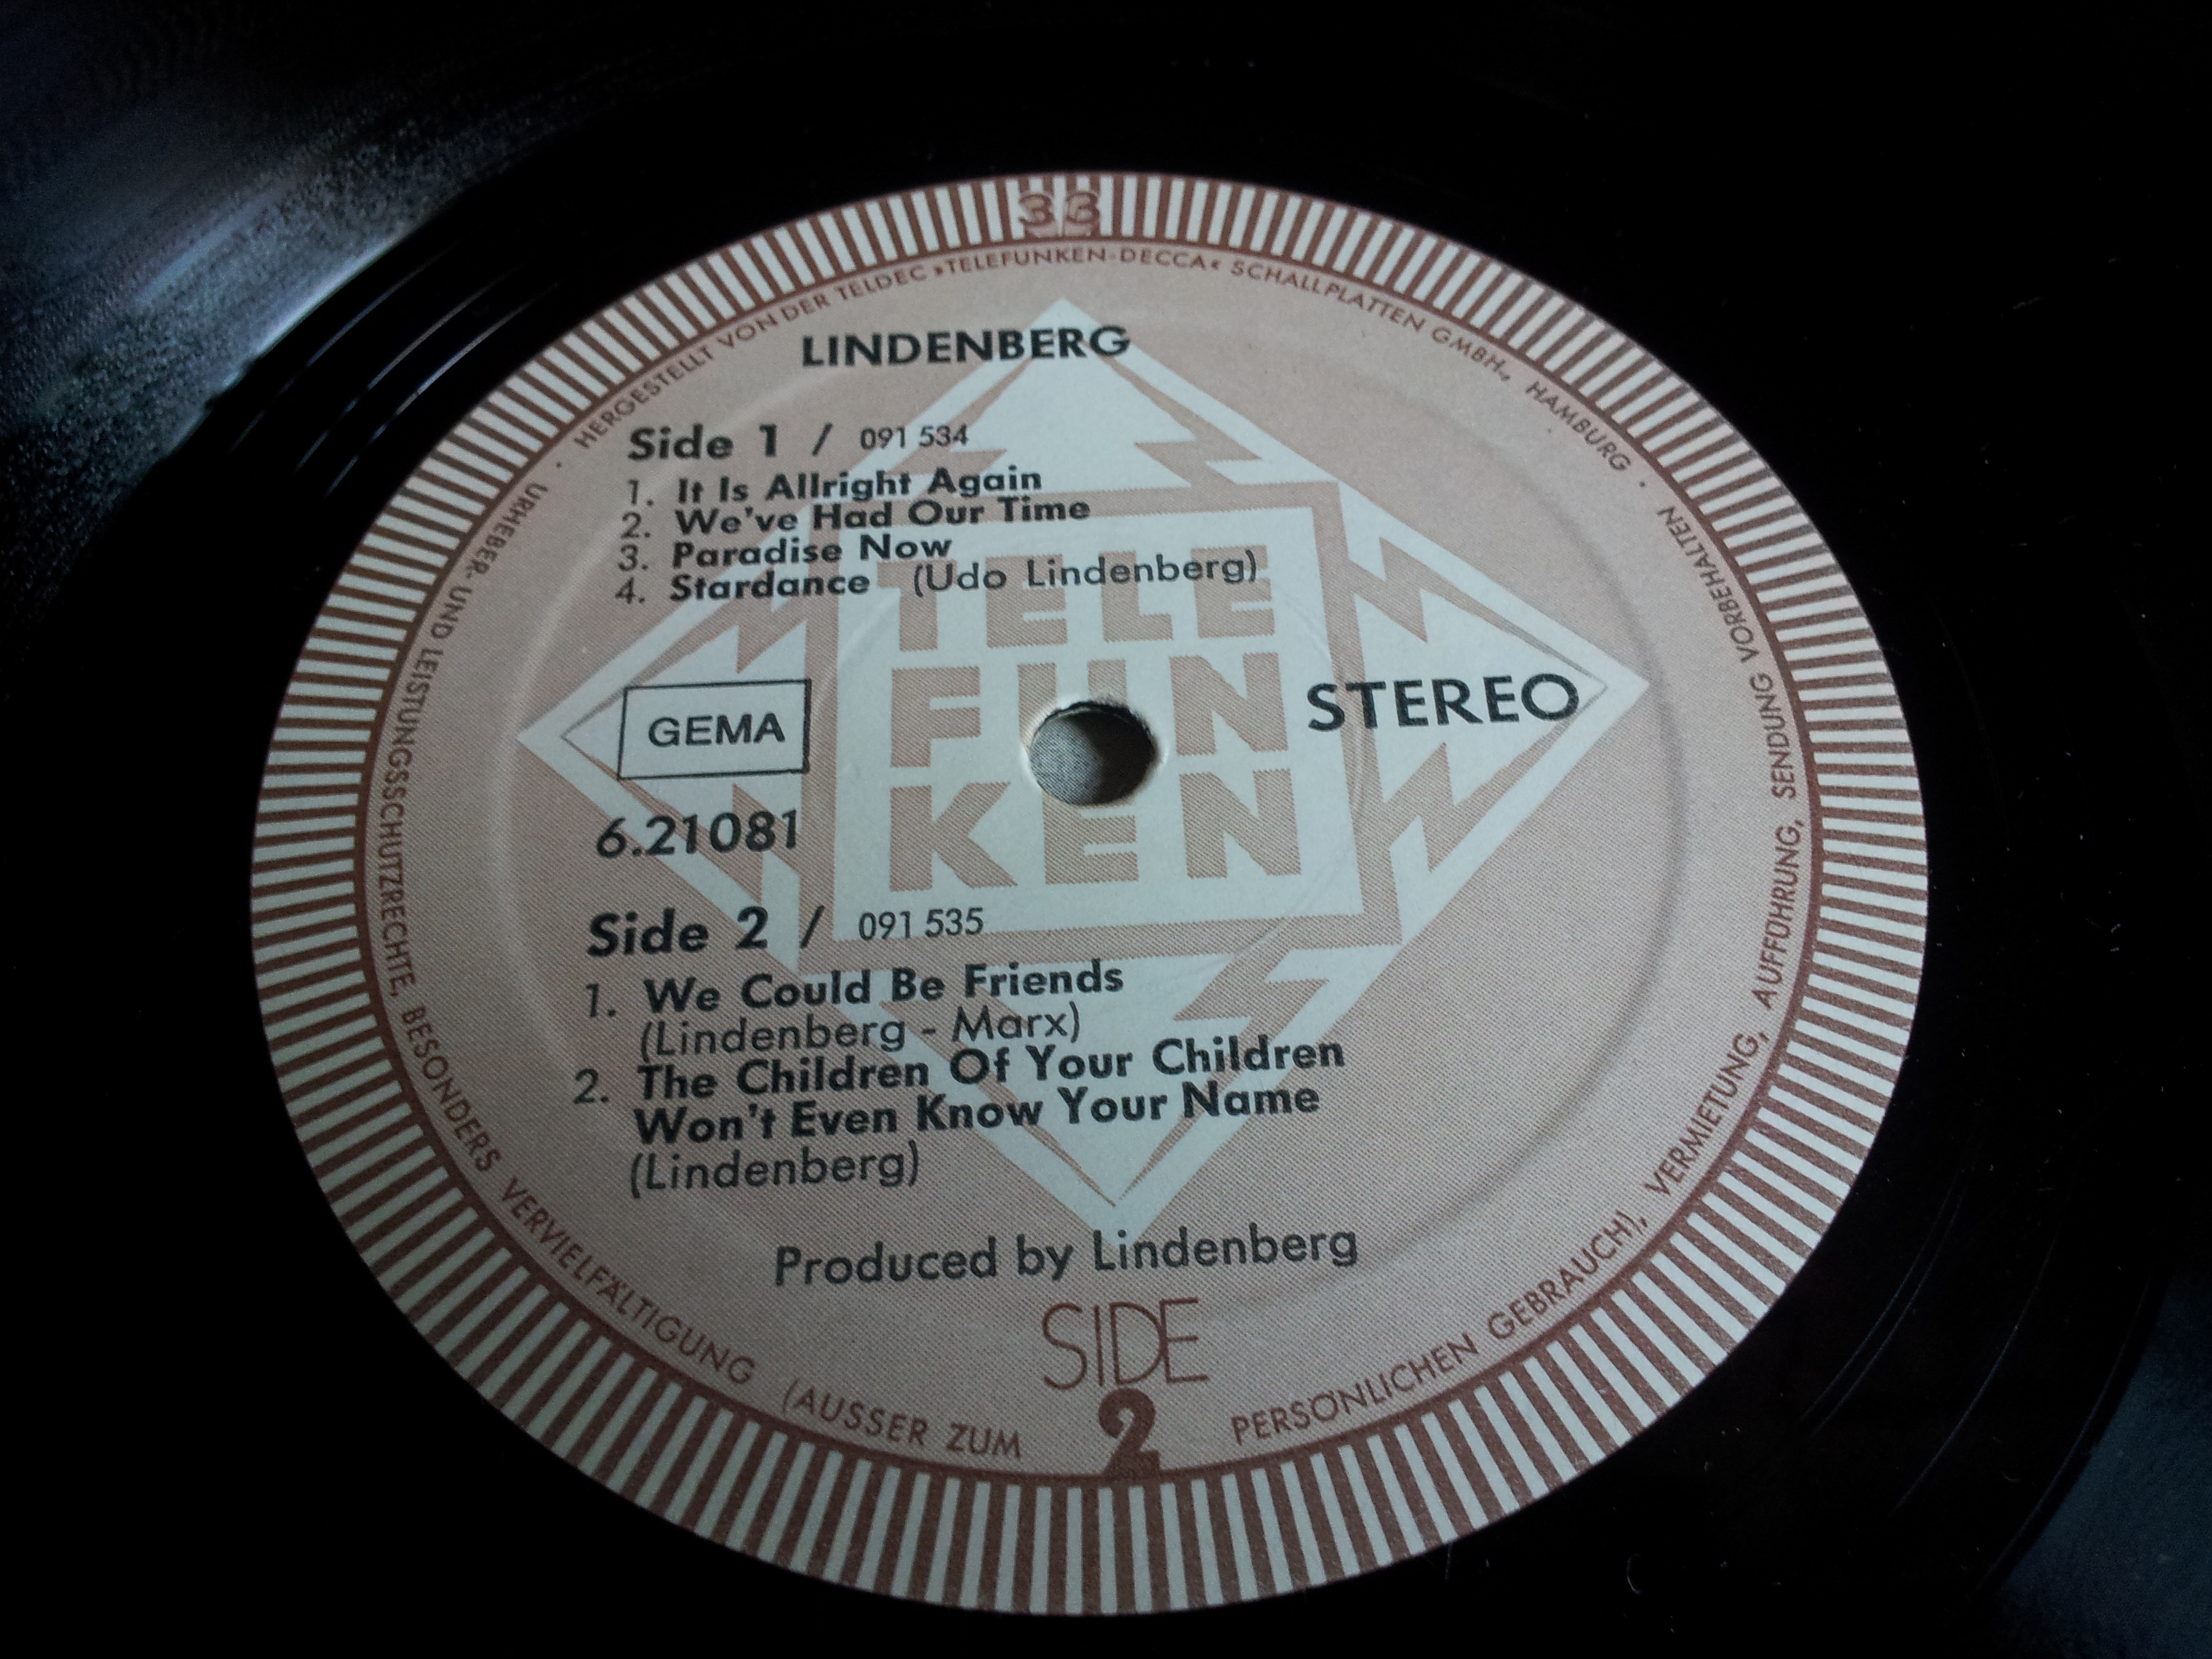 33
HERGESTELLT VON DER TELDEC »TELEFUNKEN-DECCA« SCHALLPLATTEN GMBH., HAMBURG ·
LINDENBERG
Side 1 / 091 534
1. It Is Allright Again
2. We've Had Our Time
3. Paradise Now
4. Stardance (Udo Lindenberg)
TELE
FUN
KEN
GEMA
STEREO
6.21081
Side 2 / 091 535
1. We Could Be Friends
(Lindenberg - Marx)
2. The Children Of Your Children
Won't Even Know Your Name
(Lindenberg)
Produced by Lindenberg
SIDE
2
URHEBER- UND LEISTUNGSSCHUTZRECHTE, BESONDERS VERVIELFÄLTIGUNG (AUSSER ZUM PERSÖNLICHEN GEBRAUCH), VERMIETUNG, AUFFÜHRUNG, SENDUNG VORBEHALTEN